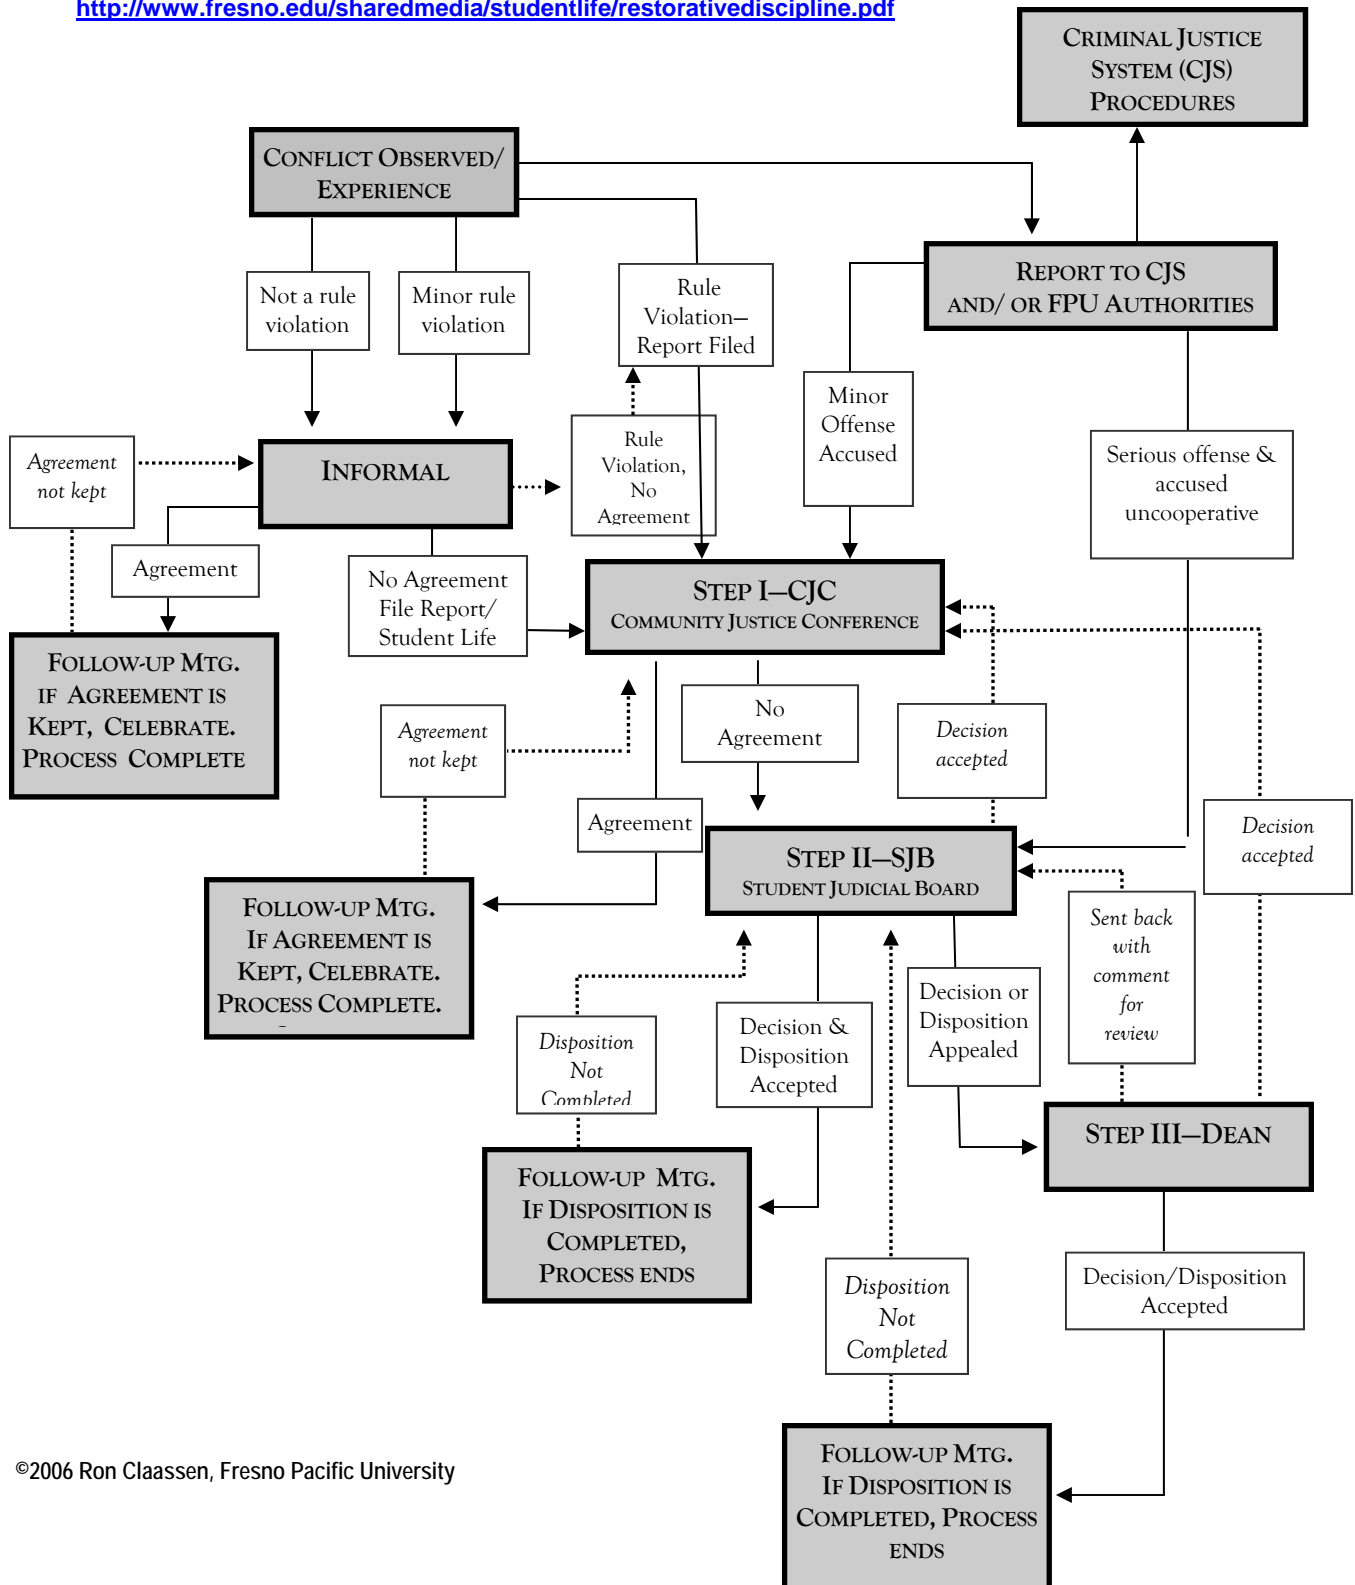 http://www.fresno.edu/sharedmedia/studentlife/restorativediscipline.pdf
CRIMINAL JUSTICE
SYSTEM (CJS)
PROCEDURES
CONFLICT OBSERVED/
EXPERIENCE
REPORT TO CJS
AND/ OR FPU AUTHORITIES
Not a rule
violation
Minor rule
violation
Rule
Violation—
Report Filed
Minor
Offense
Accused
Serious offense &
accused
uncooperative
Agreement
not kept
INFORMAL
Rule
Violation,
No
Agreement
Agreement
No Agreement
File Report/
Student Life
STEP I—CJC
COMMUNITY JUSTICE CONFERENCE
FOLLOW-UP MTG.
IF AGREEMENT IS
KEPT, CELEBRATE.
PROCESS COMPLETE
Agreement
not kept
No
Agreement
Decision
accepted
Agreement
Decision
accepted
STEP II—SJB
STUDENT JUDICIAL BOARD
FOLLOW-UP MTG.
IF AGREEMENT IS
KEPT, CELEBRATE.
PROCESS COMPLETE.
Sent back
with
comment
for
review
Disposition
Not
Completed
Decision &
Disposition
Accepted
Decision or
Disposition
Appealed
STEP III—DEAN
FOLLOW-UP MTG.
IF DISPOSITION IS
COMPLETED,
PROCESS ENDS
Disposition
Not
Completed
Decision/Disposition
Accepted
FOLLOW-UP MTG.
IF DISPOSITION IS
COMPLETED, PROCESS
ENDS
©2006 Ron Claassen, Fresno Pacific University